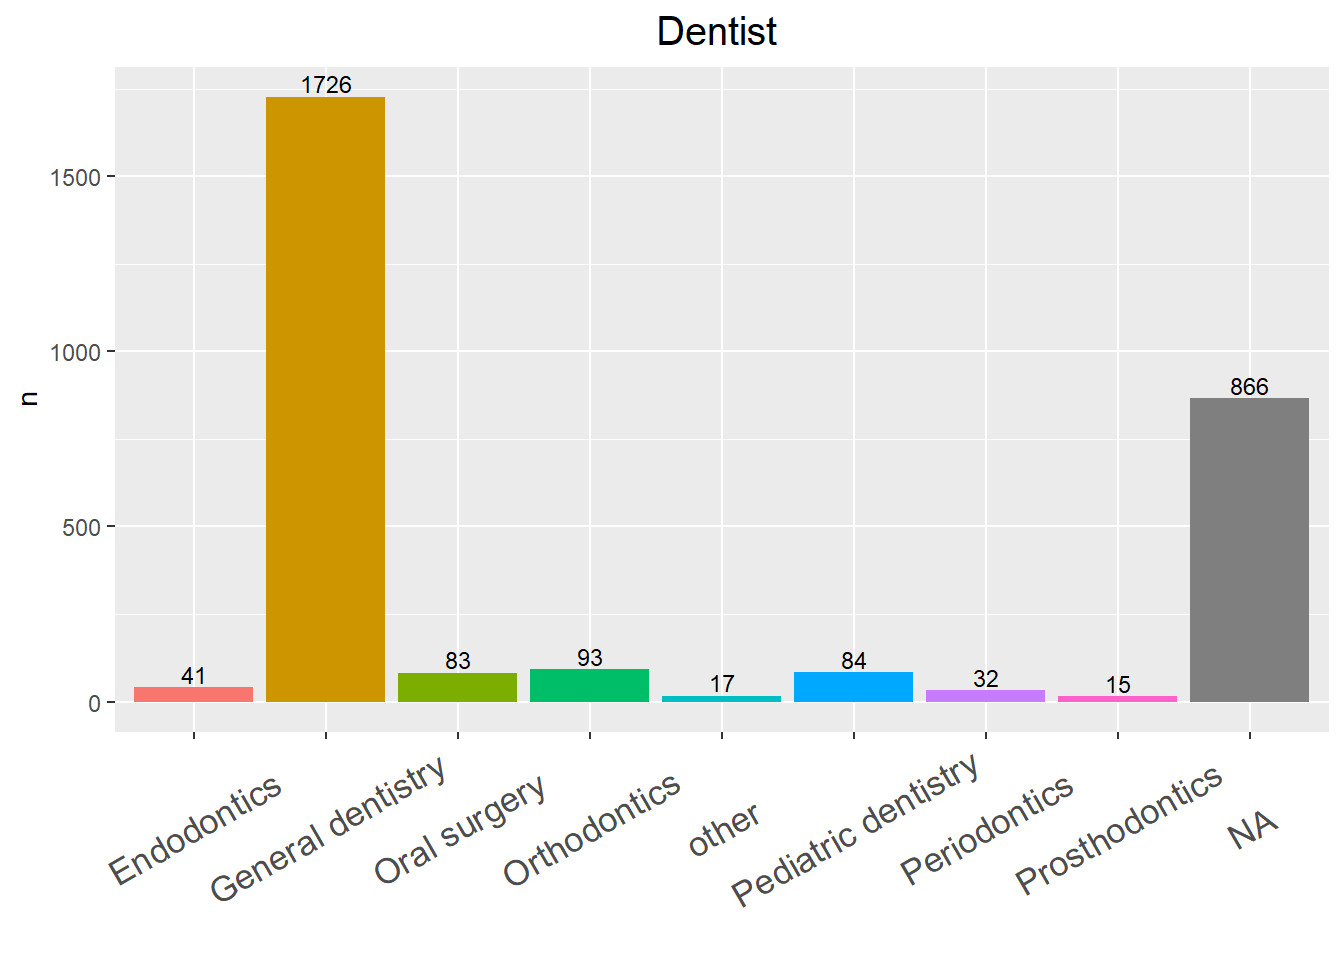 Dentist
1726
1500
1000
866
n
500
93
84
83
41
32
17
15
0
Endodontics
General dentistry
Oral surgery
Orthodontics
other
Pediatric dentistry
Periodontics
Prosthodontics
NA